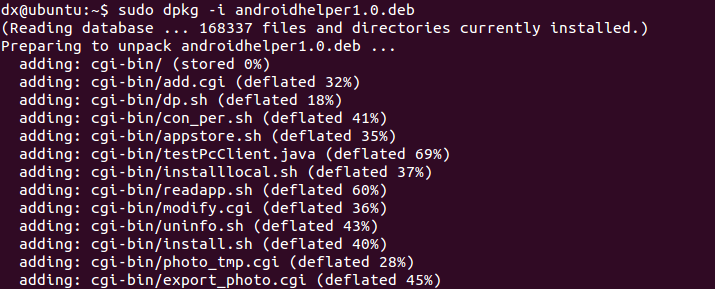 dx@ubuntu:~$ sudo dpkg -i androidhelper1.0.deb
(Reading database ... 168337 files and directories currently installed.)
Preparing to unpack androidhelper1.0.deb ...
  adding: cgi-bin/ (stored 0%)
  adding: cgi-bin/add.cgi (deflated 32%)
  adding: cgi-bin/dp.sh (deflated 18%)
  adding: cgi-bin/con_per.sh (deflated 41%)
  adding: cgi-bin/appstore.sh (deflated 35%)
  adding: cgi-bin/testPcClient.java (deflated 69%)
  adding: cgi-bin/installlocal.sh (deflated 37%)
  adding: cgi-bin/readapp.sh (deflated 60%)
  adding: cgi-bin/modify.cgi (deflated 36%)
  adding: cgi-bin/uninfo.sh (deflated 43%)
  adding: cgi-bin/install.sh (deflated 40%)
  adding: cgi-bin/photo_tmp.cgi (deflated 28%)
  adding: cgi-bin/export_photo.cgi (deflated 45%)